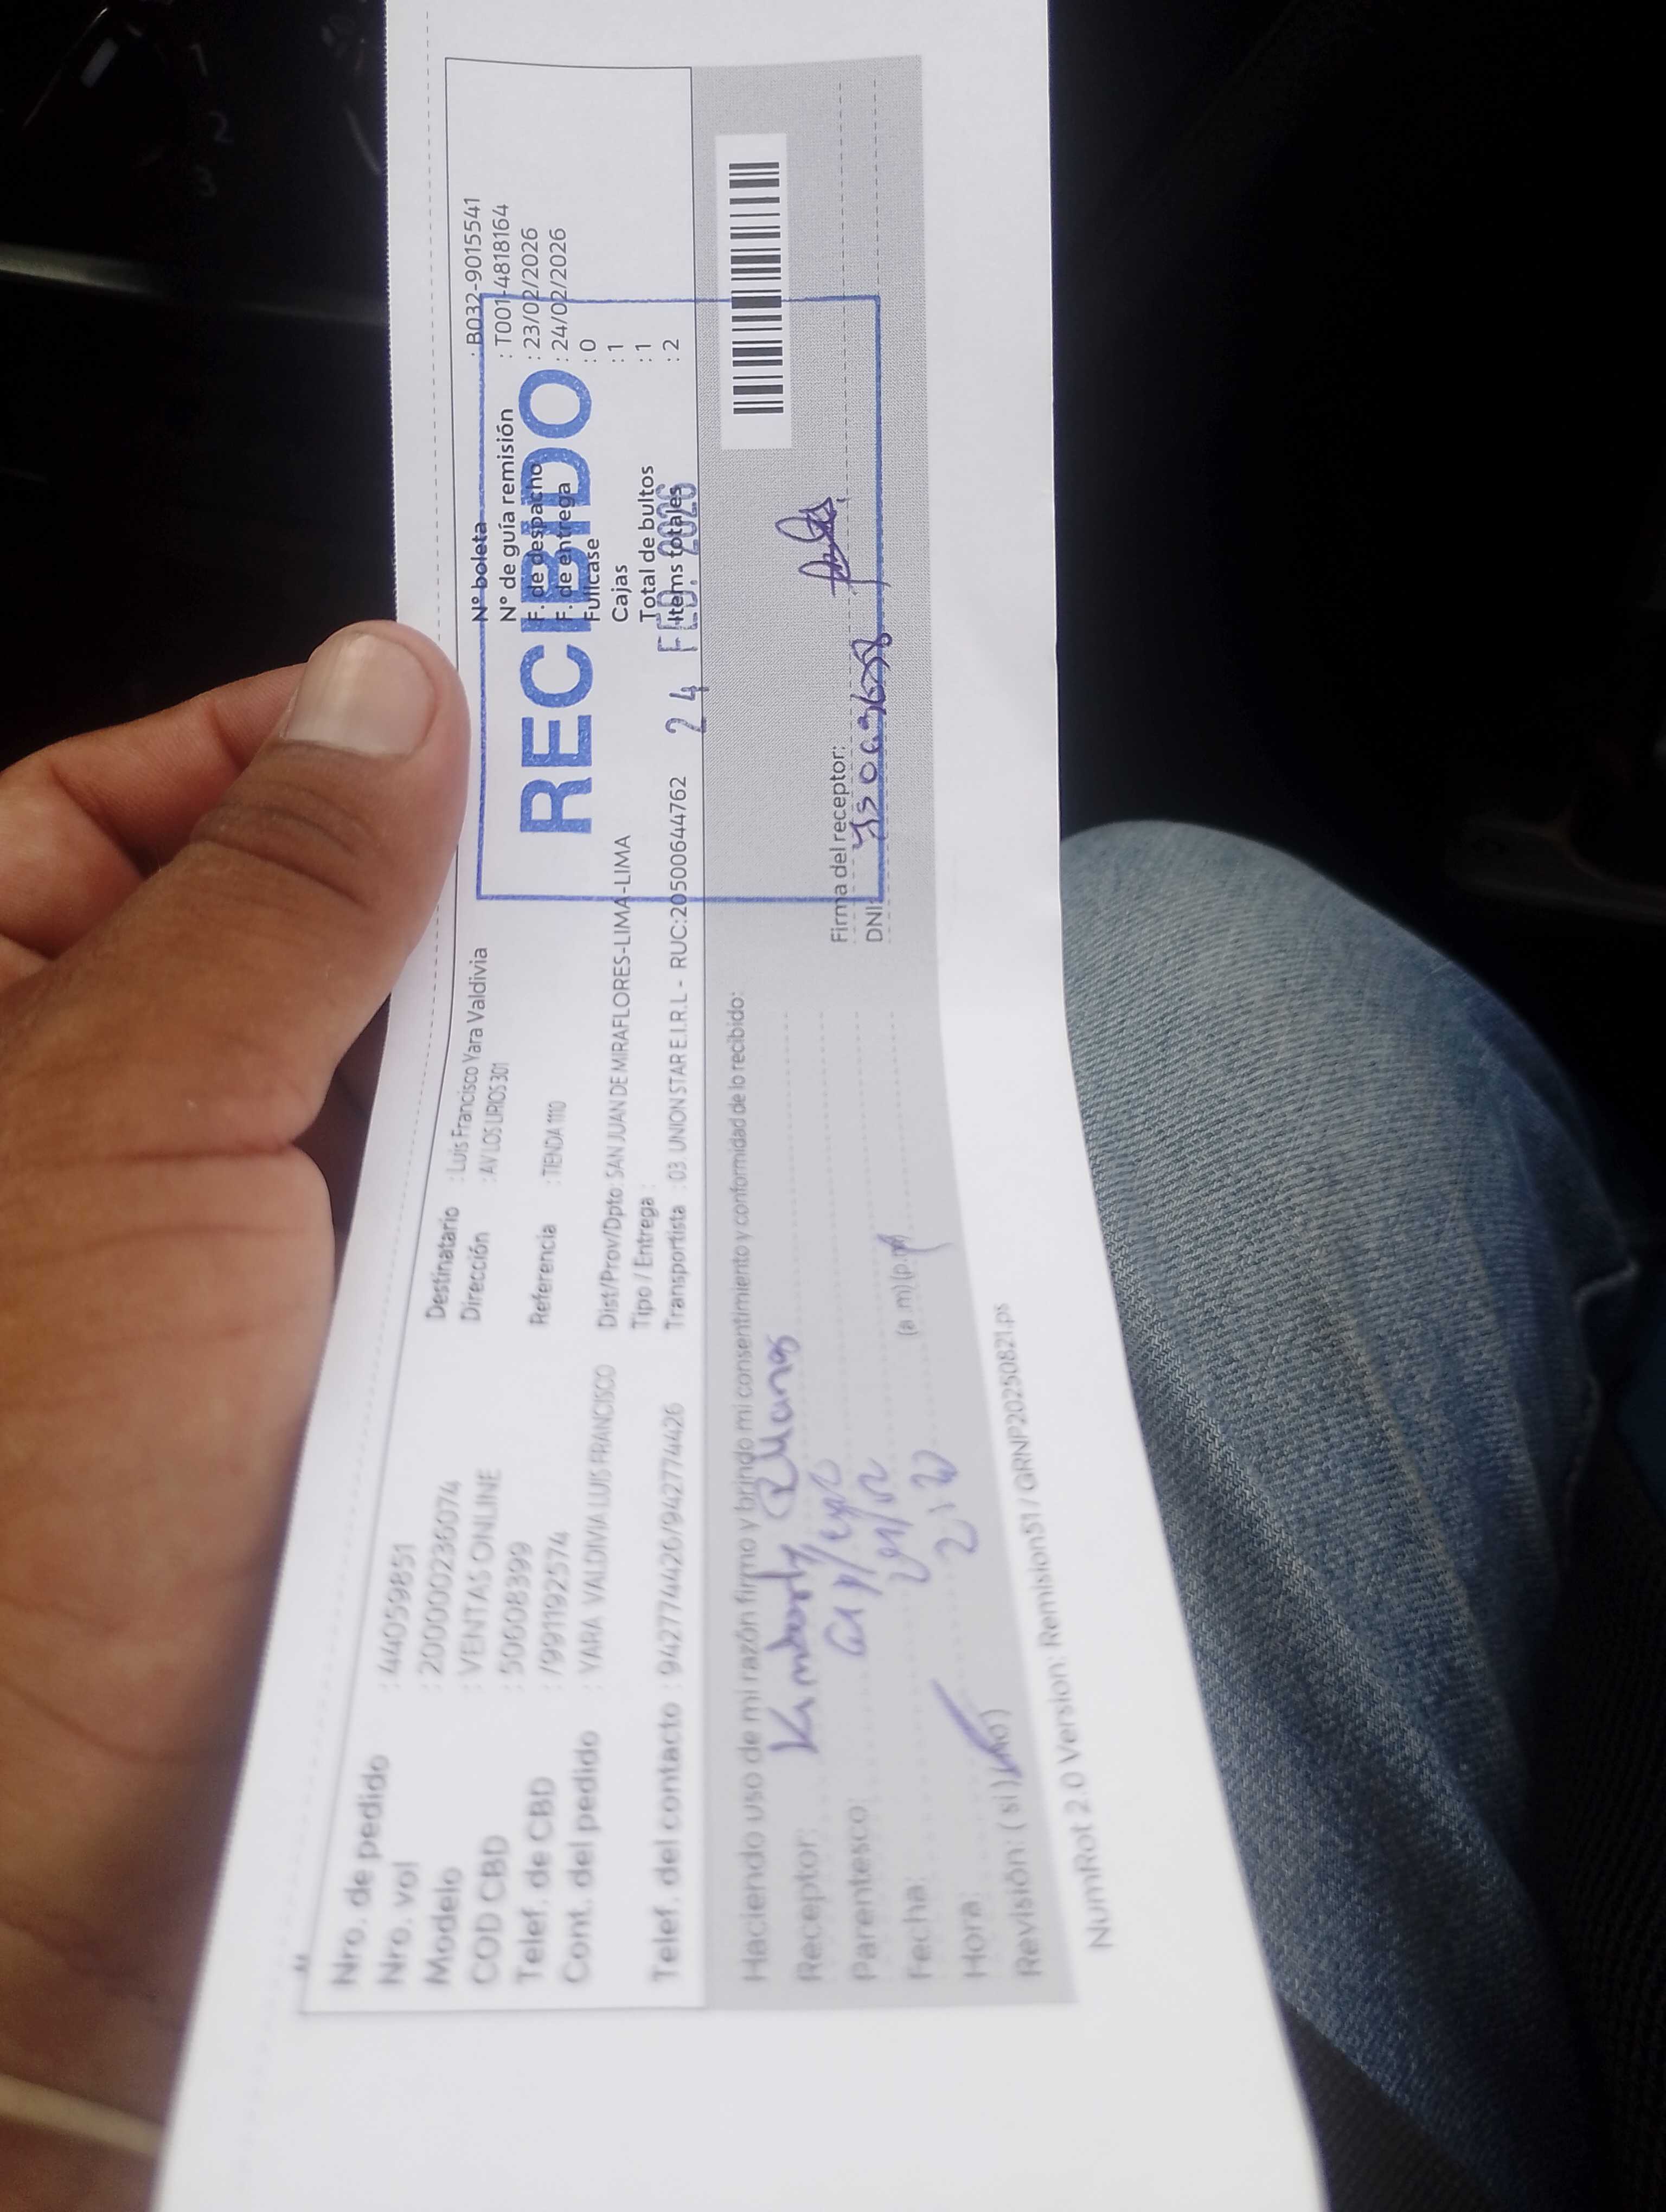 Nro. de pedido : 44059851
Nro. vol : 2000000236074
Modelo : VENTAS ONLINE
COD CBD : 50608399
Telef. de CBD : /991192574
Cont. del pedido : YARA VALDIVIA LUIS FRANCISCO
Telef. del contacto : 942774426/942774426
Destinatario : Luis Francisco Yara Valdivia
Dirección : AV LOS LIRIOS 301
Referencia : TIENDA 1110
Dist/Prov/Dpto: SAN JUAN DE MIRAFLORES-LIMA-LIMA
Tipo / Entrega :
Transportista : 03 UNION STAR E.I.R.L - RUC:20500644762
N° boleta : B032-9015541
N° de guía remisión : T001-4818164
F. de despacho : 23/02/2026
F. de entrega : 24/02/2026
Fullcase : 0
Cajas : 1
Total de bultos : 1
Items totales : 2
RECIBIDO
24 FEB. 2026
Haciendo uso de mi razón firmo y brindo mi consentimiento y conformidad de lo recibido:
Receptor: Kimberly
Parentesco:
Fecha:
Hora: (a.m) (p.m)
Revisión: ( si ) (no)
Firma del receptor:
DNI:
NumRot 2.0 Version: Remision51 / QRNP20250821.ps